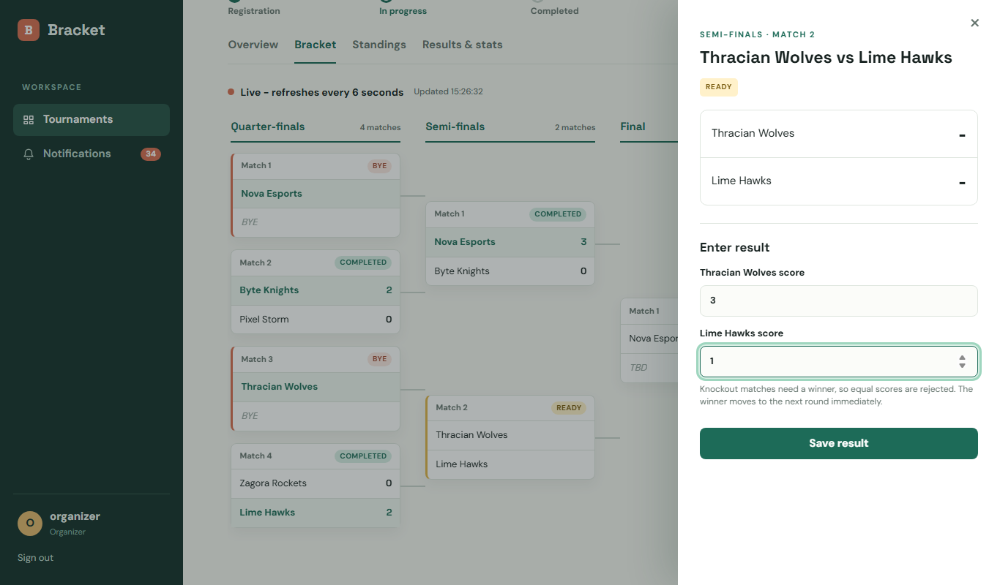 B Bracket
WORKSPACE
Tournaments
Notifications 34
O organizer
Organizer
Sign out
Registration In progress Completed
Overview Bracket Standings Results & stats
Live – refreshes every 6 seconds Updated 15:26:32
Quarter-finals 4 matches
Match 1 BYE
Nova Esports
BYE
Match 2 COMPLETED
Byte Knights 2
Pixel Storm 0
Match 3 BYE
Thracian Wolves
BYE
Match 4 COMPLETED
Zagora Rockets 0
Lime Hawks 2
Semi-finals 2 matches
Match 1 COMPLETED
Nova Esports 3
Byte Knights 0
Match 2 READY
Thracian Wolves
Lime Hawks
Final
Match 1
Nova Espor
TBD
×
SEMI-FINALS · MATCH 2
Thracian Wolves vs Lime Hawks
READY
Thracian Wolves –
Lime Hawks –
Enter result
Thracian Wolves score
3
Lime Hawks score
1
Knockout matches need a winner, so equal scores are rejected. The
winner moves to the next round immediately.
Save result